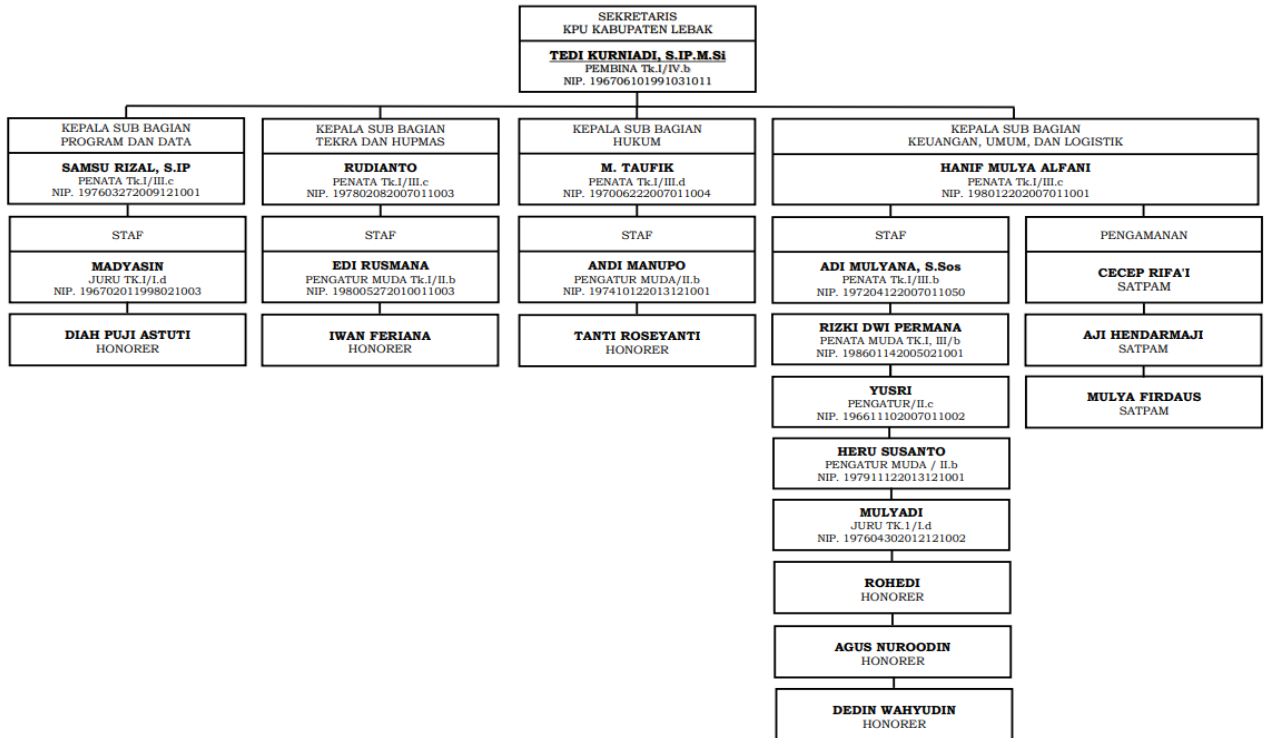 SEKRETARIS
KPU KABUPATEN LEBAK
TEDI KURNIADI, S.IP.M.Si
PEMBINA Tk.I/IV.b
NIP. 196706101991031011
KEPALA SUB BAGIAN
PROGRAM DAN DATA
SAMSU RIZAL, S.IP
PENATA Tk.I/III.c
NIP. 197603272009121001
STAF
MADYASIN
JURU TK.I/I.d
NIP. 196702011998021003
DIAH PUJI ASTUTI
HONORER
KEPALA SUB BAGIAN
TEKRA DAN HUPMAS
RUDIANTO
PENATA Tk.I/III.c
NIP. 197802082007011003
STAF
EDI RUSMANA
PENGATUR MUDA Tk.I/II.b
NIP. 198005272010011003
IWAN FERIANA
HONORER
KEPALA SUB BAGIAN
HUKUM
M. TAUFIK
PENATA Tk.I/III.d
NIP. 197006222007011004
STAF
ANDI MANUPO
PENGATUR MUDA/II.b
NIP. 197410122013121001
TANTI ROSEYANTI
HONORER
KEPALA SUB BAGIAN
KEUANGAN, UMUM, DAN LOGISTIK
HANIF MULYA ALFANI
PENATA Tk.I/III.c
NIP. 198012202007011001
STAF
ADI MULYANA, S.Sos
PENATA Tk.I/III.b
NIP. 197204122007011050
RIZKI DWI PERMANA
PENATA MUDA TK.I, III/b
NIP. 198601142005021001
YUSRI
PENGATUR/II.c
NIP. 196611102007011002
HERU SUSANTO
PENGATUR MUDA / II.b
NIP. 197911122013121001
MULYADI
JURU TK.1/I.d
NIP. 197604302012121002
ROHEDI
HONORER
AGUS NUROODIN
HONORER
DEDIN WAHYUDIN
HONORER
PENGAMANAN
CECEP RIFA'I
SATPAM
AJI HENDARMAJI
SATPAM
MULYA FIRDAUS
SATPAM